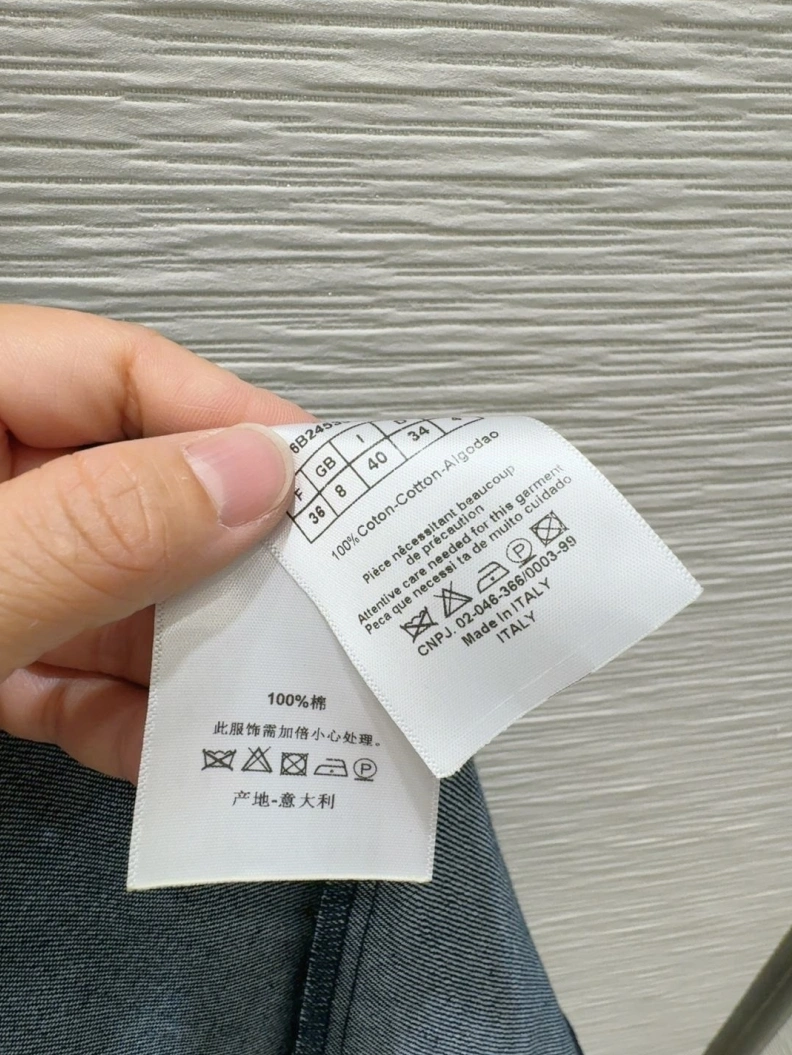 F GB I
36 8 40 34
100% Coton-Cotton-Algodao
Pièce nécessitant beaucoup
de précaution
Attentive care needed for this garment
Peca que necessi ta de muito cuidado
P
CNPJ. 02-046-366/0003-99
Made In ITALY
ITALY
100%棉
此服饰需加倍小心处理。
P
产地-意大利